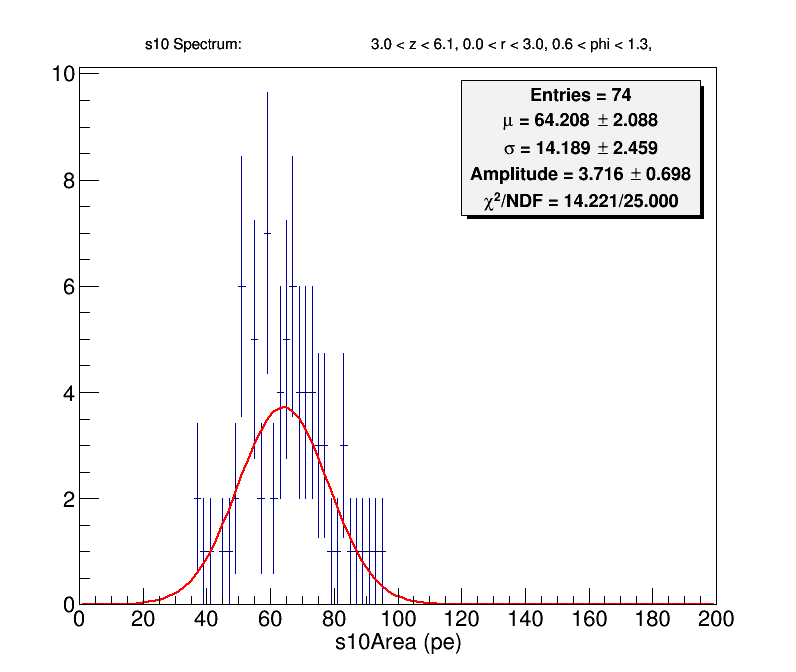 s10 Spectrum: 3.0 < z < 6.1, 0.0 < r < 3.0, 0.6 < phi < 1.3,
Entries = 74
μ = 64.208 ± 2.088
σ = 14.189 ± 2.459
Amplitude = 3.716 ± 0.698
χ²/NDF = 14.221/25.000
10
8
6
4
2
0
0 20 40 60 80 100 120 140 160 180 200
s10Area (pe)